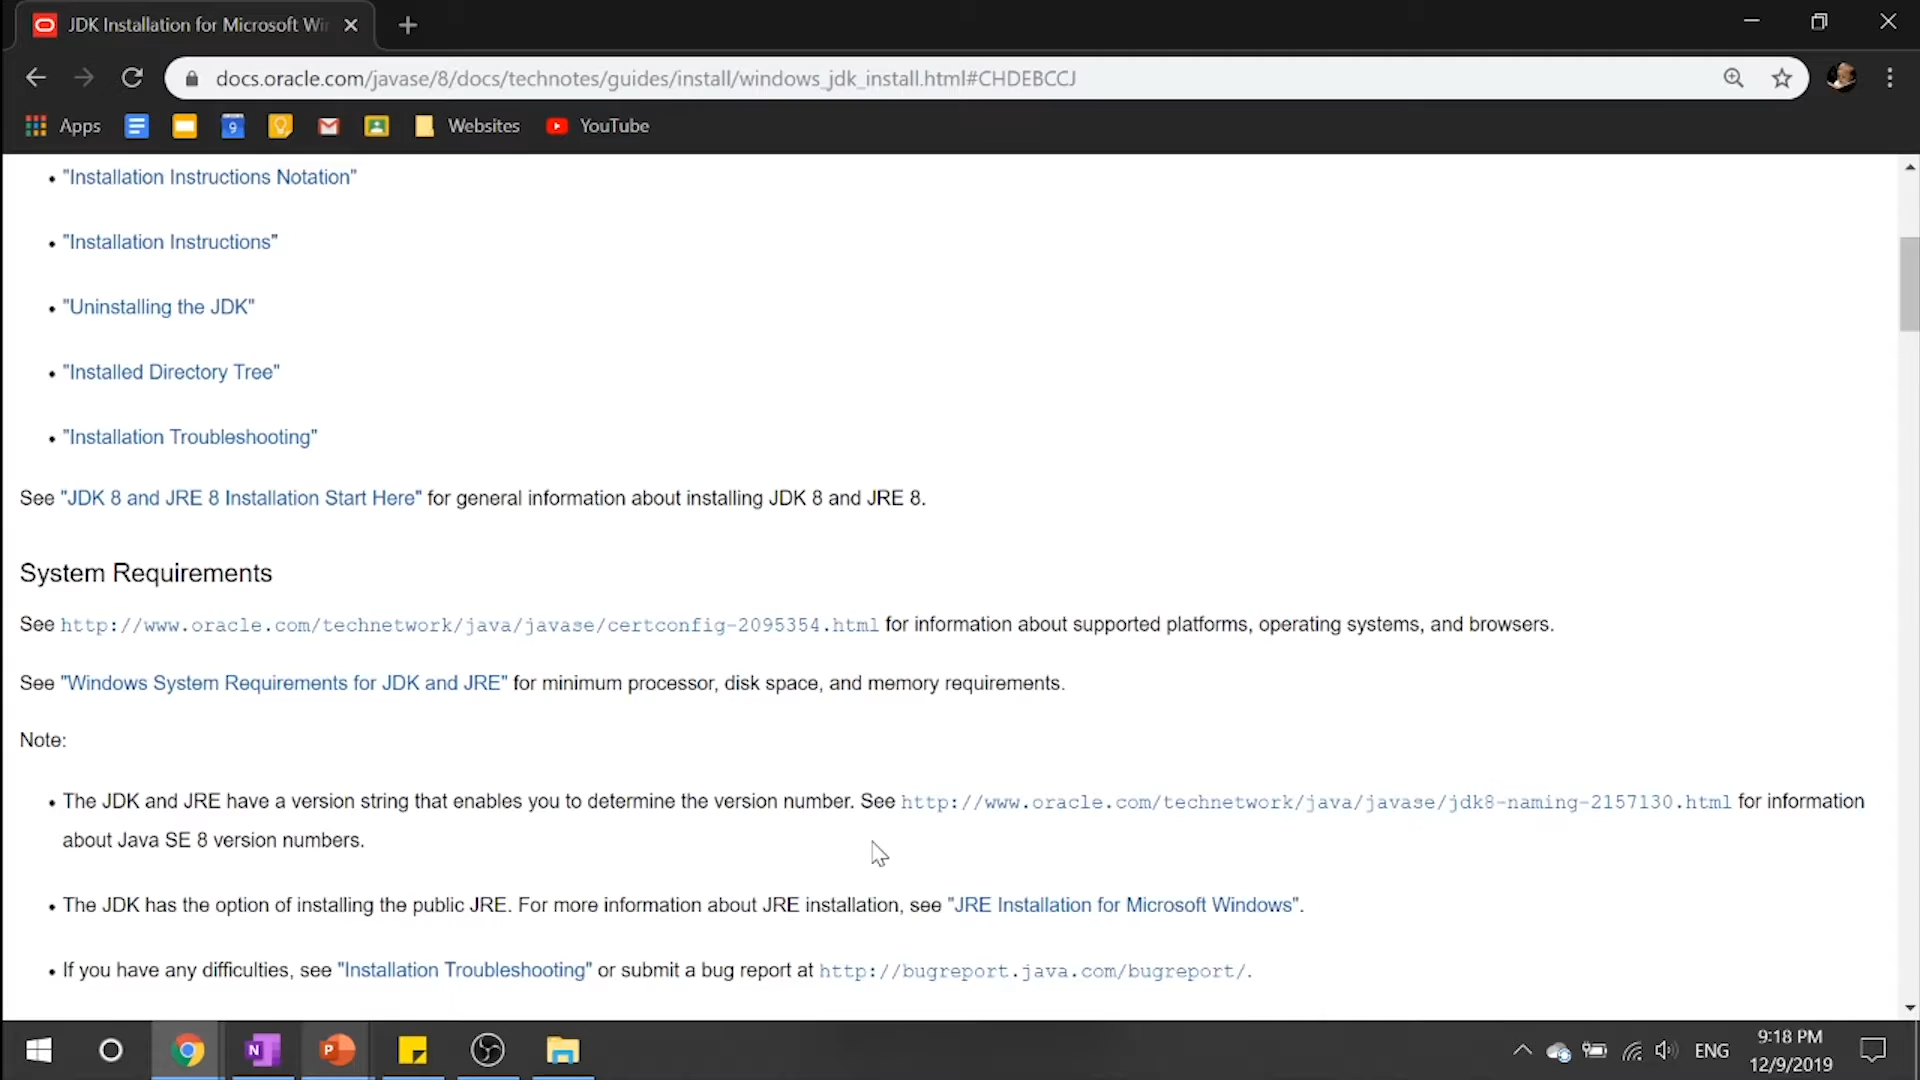 JDK Installation for Microsoft Wi
docs.oracle.com/javase/8/docs/technotes/guides/install/windows_jdk_install.html#CHDEBCCJ
Apps
9
Websites
YouTube
• "Installation Instructions Notation"
• "Installation Instructions"
• "Uninstalling the JDK"
• "Installed Directory Tree"
• "Installation Troubleshooting"
See "JDK 8 and JRE 8 Installation Start Here" for general information about installing JDK 8 and JRE 8.
System Requirements
See http://www.oracle.com/technetwork/java/javase/certconfig-2095354.html for information about supported platforms, operating systems, and browsers.
See "Windows System Requirements for JDK and JRE" for minimum processor, disk space, and memory requirements.
Note:
• The JDK and JRE have a version string that enables you to determine the version number. See http://www.oracle.com/technetwork/java/javase/jdk8-naming-2157130.html for information
about Java SE 8 version numbers.
• The JDK has the option of installing the public JRE. For more information about JRE installation, see "JRE Installation for Microsoft Windows".
• If you have any difficulties, see "Installation Troubleshooting" or submit a bug report at http://bugreport.java.com/bugreport/.
N
P
ENG
9:18 PM
12/9/2019